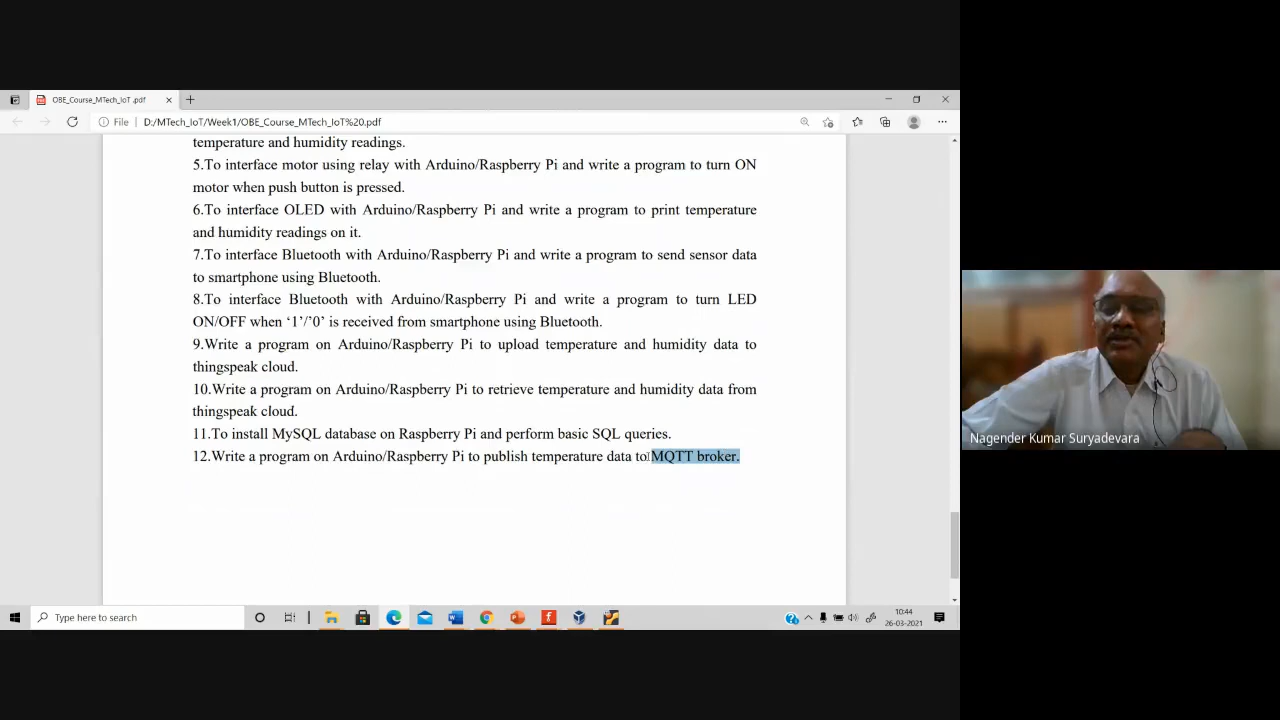 OBE_Course_MTech_IoT .pdf
File
D:/MTech_IoT/Week1/OBE_Course_MTech_IoT%20.pdf
temperature and humidity readings.
5.To interface motor using relay with Arduino/Raspberry Pi and write a program to turn ON
motor when push button is pressed.
6.To interface OLED with Arduino/Raspberry Pi and write a program to print temperature
and humidity readings on it.
7.To interface Bluetooth with Arduino/Raspberry Pi and write a program to send sensor data
to smartphone using Bluetooth.
8.To interface Bluetooth with Arduino/Raspberry Pi and write a program to turn LED
ON/OFF when ‘1’/‘0’ is received from smartphone using Bluetooth.
9.Write a program on Arduino/Raspberry Pi to upload temperature and humidity data to
thingspeak cloud.
10.Write a program on Arduino/Raspberry Pi to retrieve temperature and humidity data from
thingspeak cloud.
11.To install MySQL database on Raspberry Pi and perform basic SQL queries.
12.Write a program on Arduino/Raspberry Pi to publish temperature data to MQTT broker.
Nagender Kumar Suryadevara
Type here to search
10:44
26-03-2021